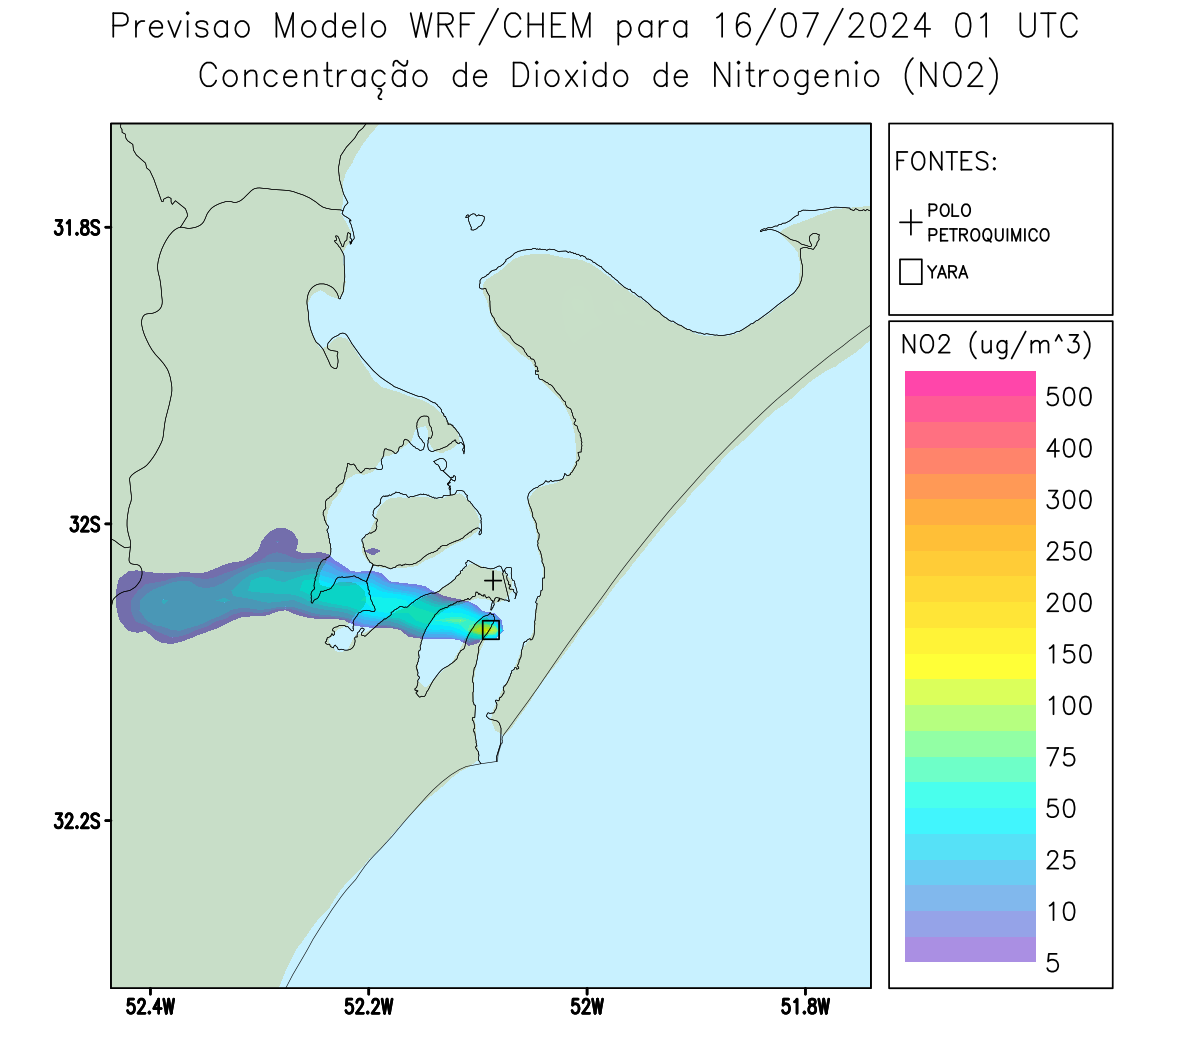 Previsao Modelo WRF/CHEM para 16/07/2024 01 UTC
Concentração de Dioxido de Nitrogenio (NO2)
FONTES:
POLO
PETROQUIMICO
YARA
NO2 (ug/m^3)
500
400
300
250
200
150
100
75
50
25
10
5
31.8S
32S
32.2S
52.4W
52.2W
52W
51.8W